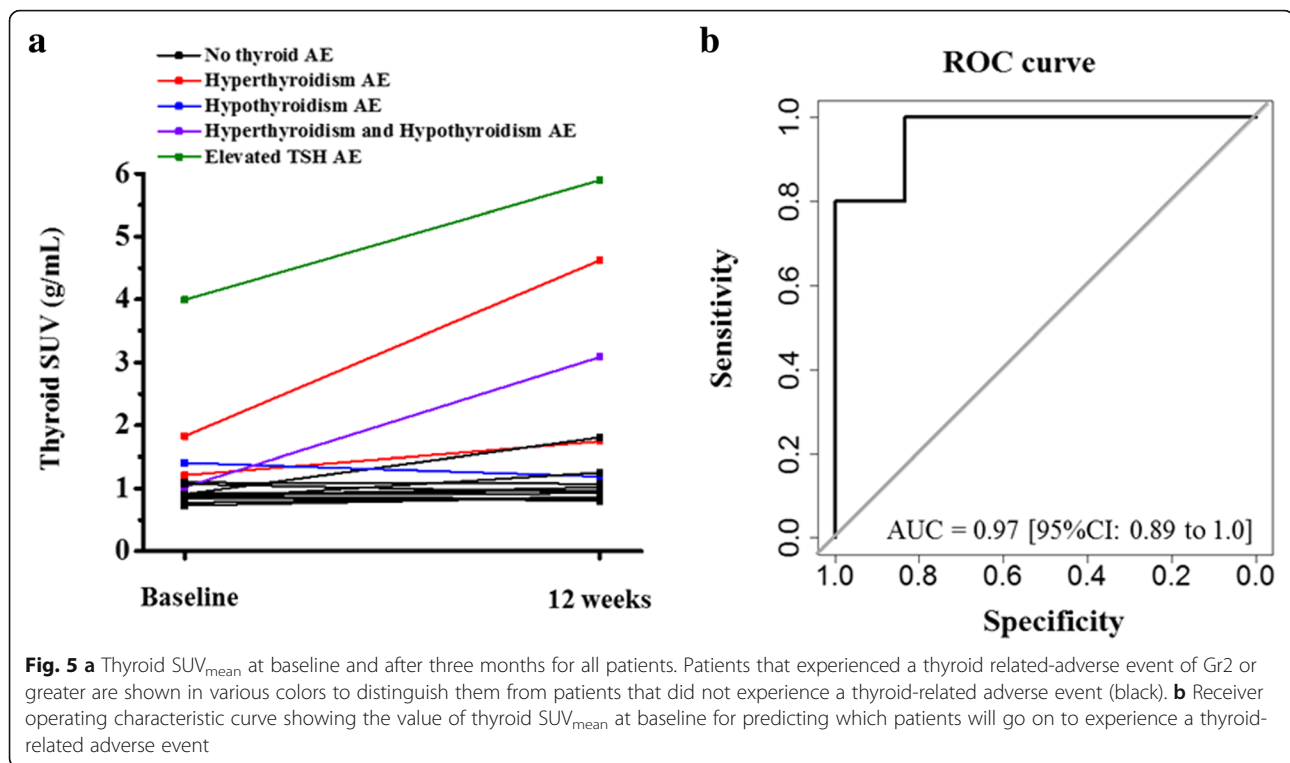 a
No thyroid AE
Hyperthyroidism AE
Hypothyroidism AE
Hyperthyroidism and Hypothyroidism AE
Elevated TSH AE
Thyroid SUV (g/mL)
6
5
4
3
2
1
0
Baseline
12 weeks
b
ROC curve
Sensitivity
1.0
0.8
0.6
0.4
0.2
0.0
AUC = 0.97 [95%CI: 0.89 to 1.0]
1.0 0.8 0.6 0.4 0.2 0.0
Specificity
Fig. 5 a Thyroid SUVmean at baseline and after three months for all patients. Patients that experienced a thyroid related-adverse event of Gr2 or
greater are shown in various colors to distinguish them from patients that did not experience a thyroid-related adverse event (black). b Receiver
operating characteristic curve showing the value of thyroid SUVmean at baseline for predicting which patients will go on to experience a thyroid-
related adverse event